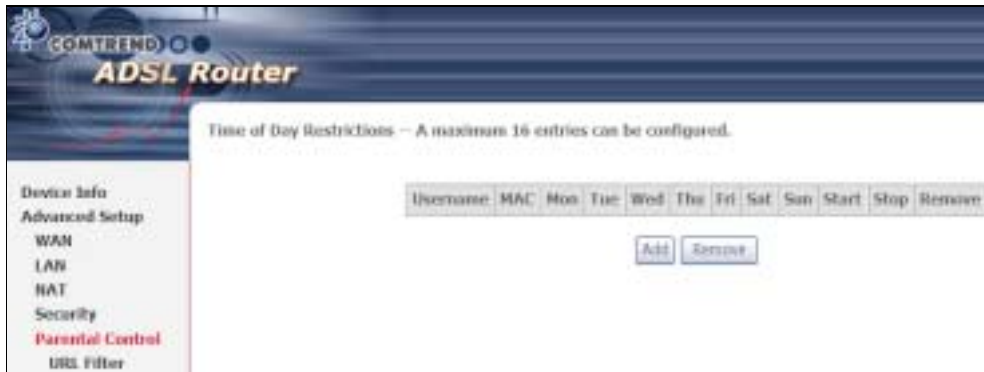 COMTREND
ADSL Router
Time of Day Restrictions -- A maximum 16 entries can be configured.
Username MAC Mon Tue Wed Thu Fri Sat Sun Start Stop Remove
Add Remove
Device Info
Advanced Setup
WAN
LAN
NAT
Security
Parental Control
URL Filter